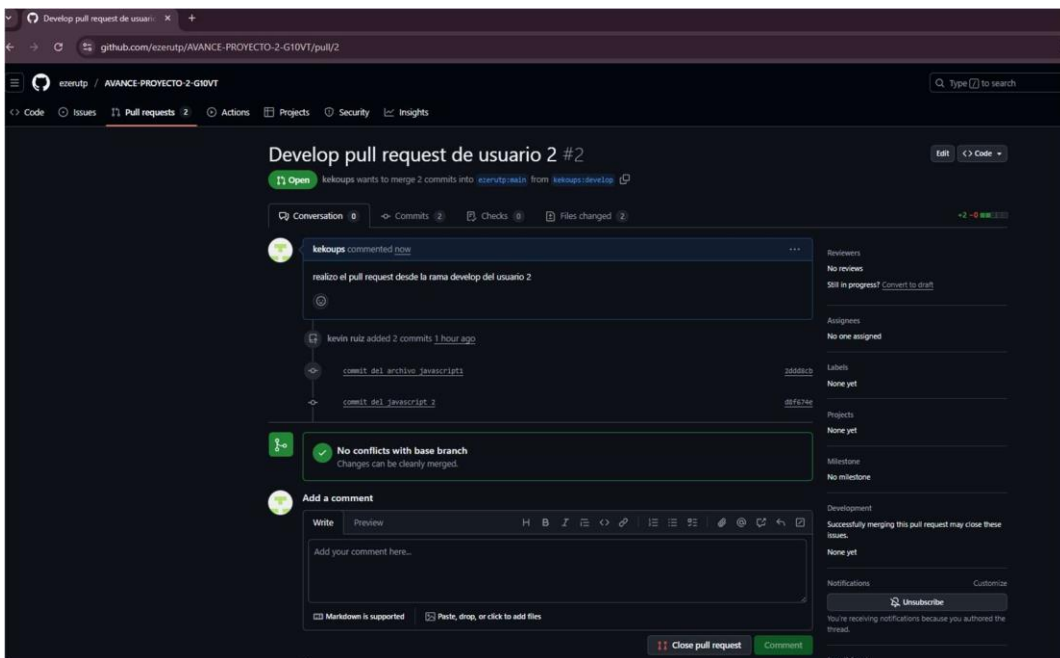 Develop pull request de usuari
github.com/ezerutp/AVANCE-PROYECTO-2-G10VT/pull/2
ezerutp / AVANCE-PROYECTO-2-G10VT
Type / to search
Code Issues Pull requests 2 Actions Projects Security Insights
Develop pull request de usuario 2 #2
Edit Code
Open kekoups wants to merge 2 commits into ezerutp:main from kekoups:develop
Conversation 0 Commits 2 Checks 0 Files changed 2
+2 −0
kekoups commented now
realizo el pull request desde la rama develop del usuario 2
kevin ruiz added 2 commits 1 hour ago
commit del archivo javascript1
commit del javascript 2 d0f674e
No conflicts with base branch
Changes can be cleanly merged.
Add a comment
Write Preview H B I
Add your comment here...
Markdown is supported Paste, drop, or click to add files
Close pull request Comment
Reviewers
No reviews
Still in progress? Convert to draft
Assignees
No one assigned
Labels
None yet
Projects
None yet
Milestone
No milestone
Development
Successfully merging this pull request may close these
issues.
None yet
Notifications Customize
Unsubscribe
You're receiving notifications because you authored the
thread.